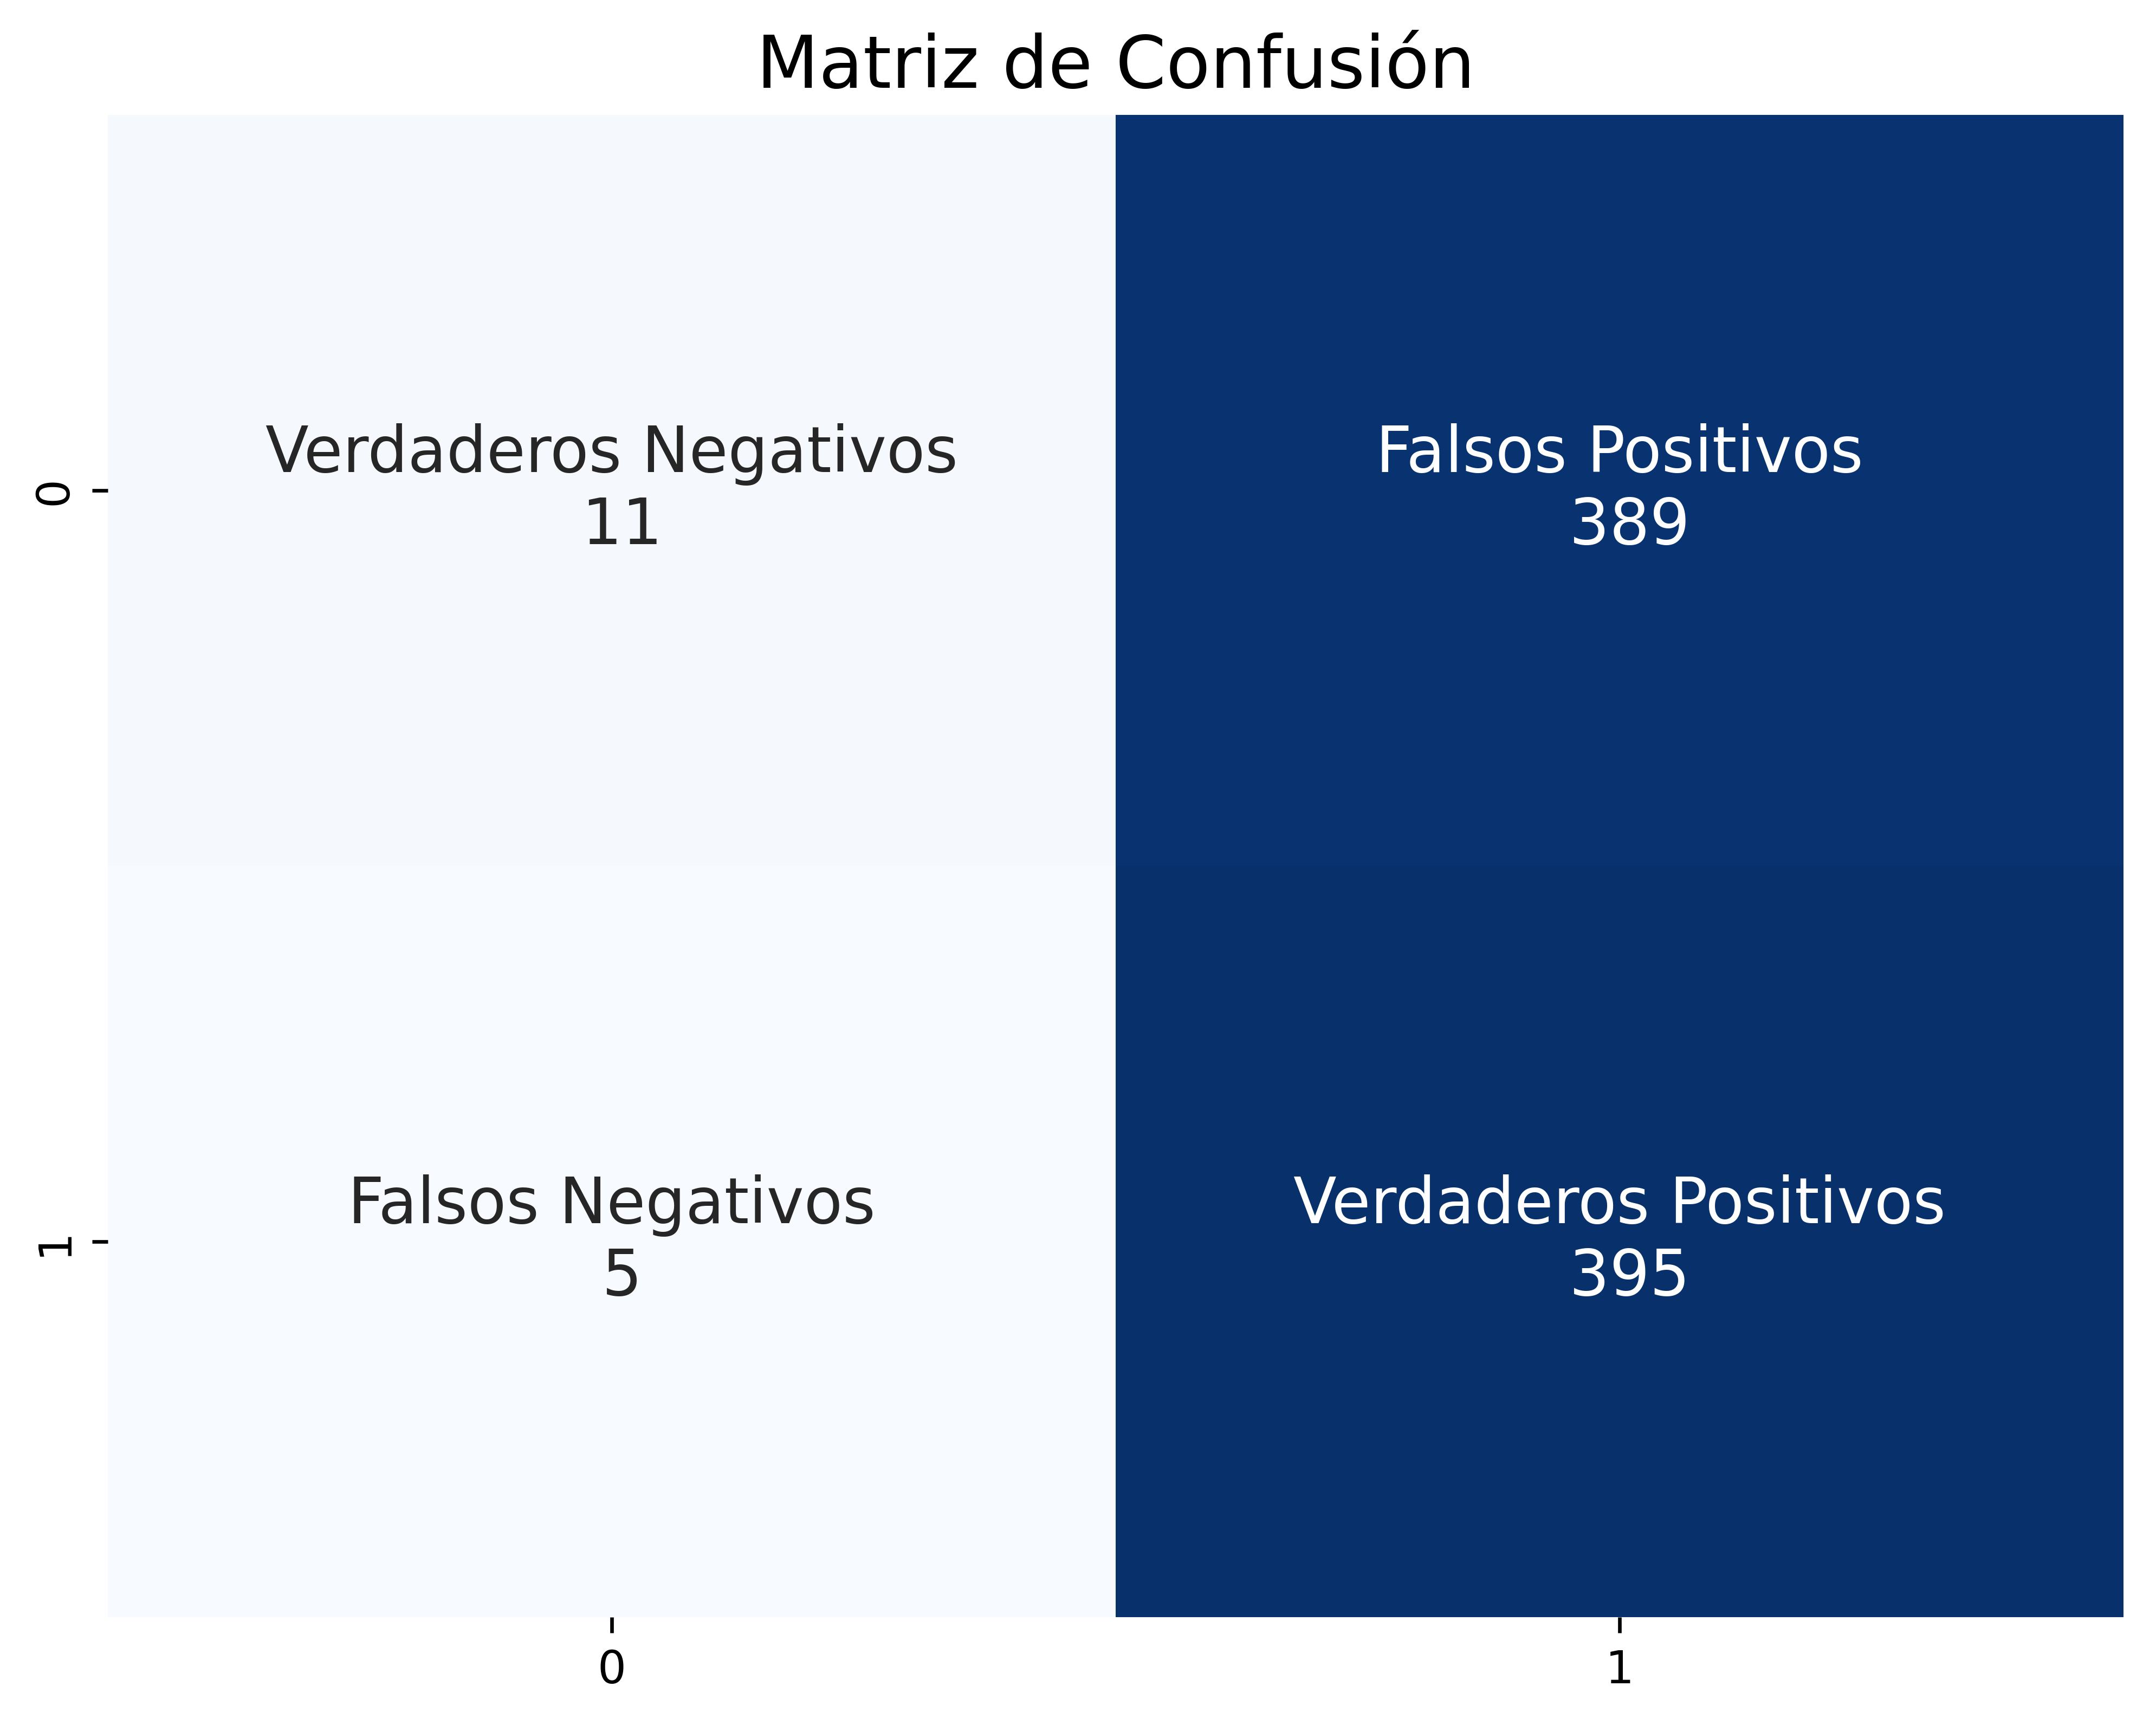 Matriz de Confusión
0
Verdaderos Negativos
11
Falsos Positivos
389
1
Falsos Negativos
5
Verdaderos Positivos
395
0
1